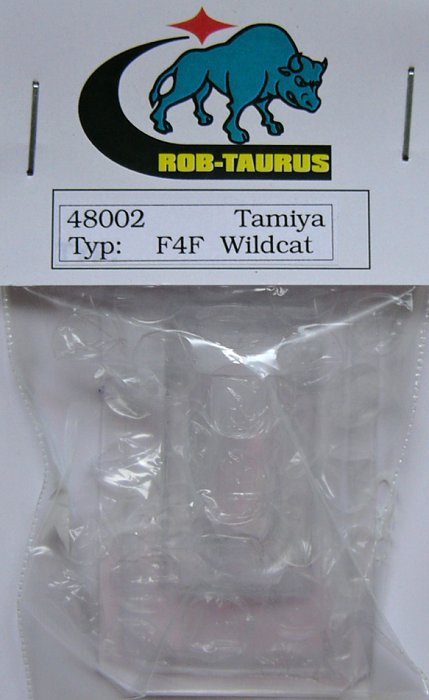 ROB-TAURUS
48002 Tamiya
Typ: F4F Wildcat